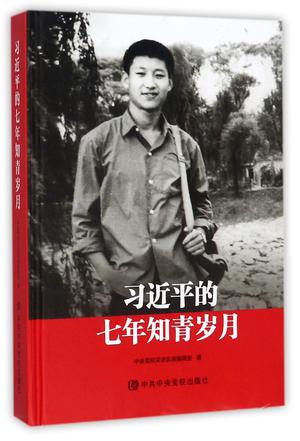 习近平的七年知青岁月
习近平的
七年知青岁月
中央党校采访实录编辑室 著
中共中央党校出版社